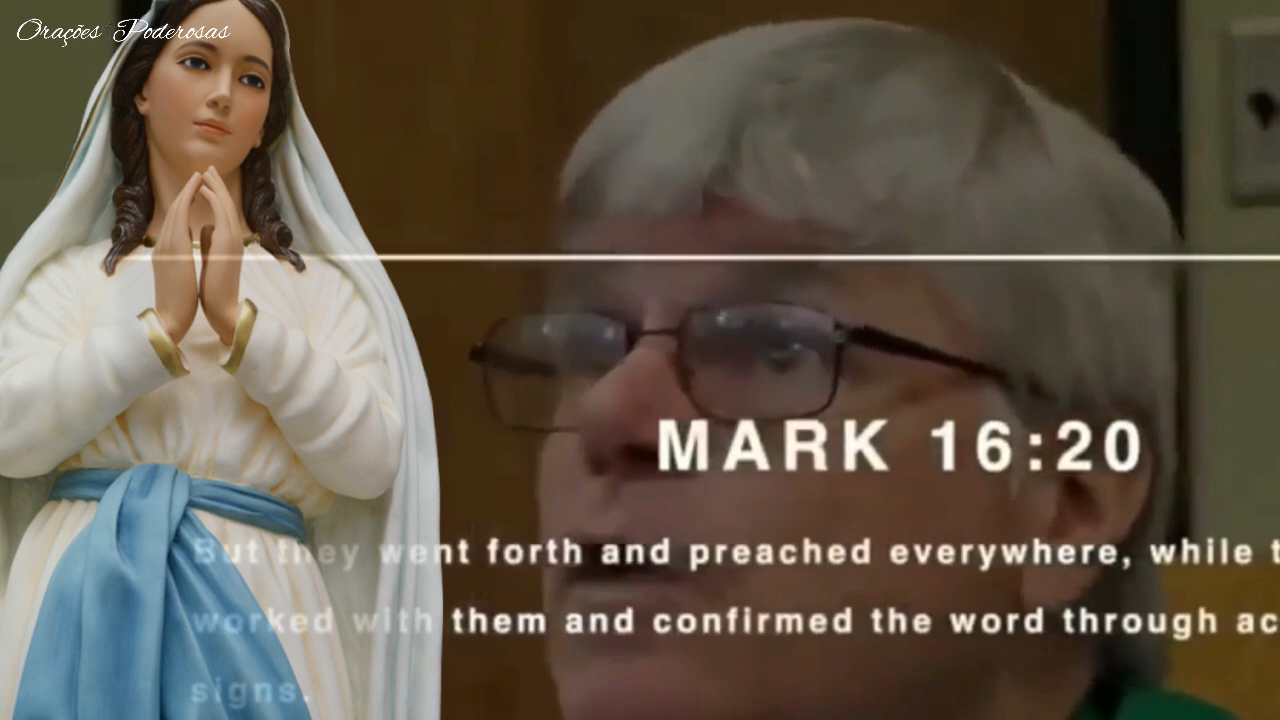 Orações Poderosas
MARK 16:20
But they went forth and preached everywhere, while
worked with them and confirmed the word through
signs.